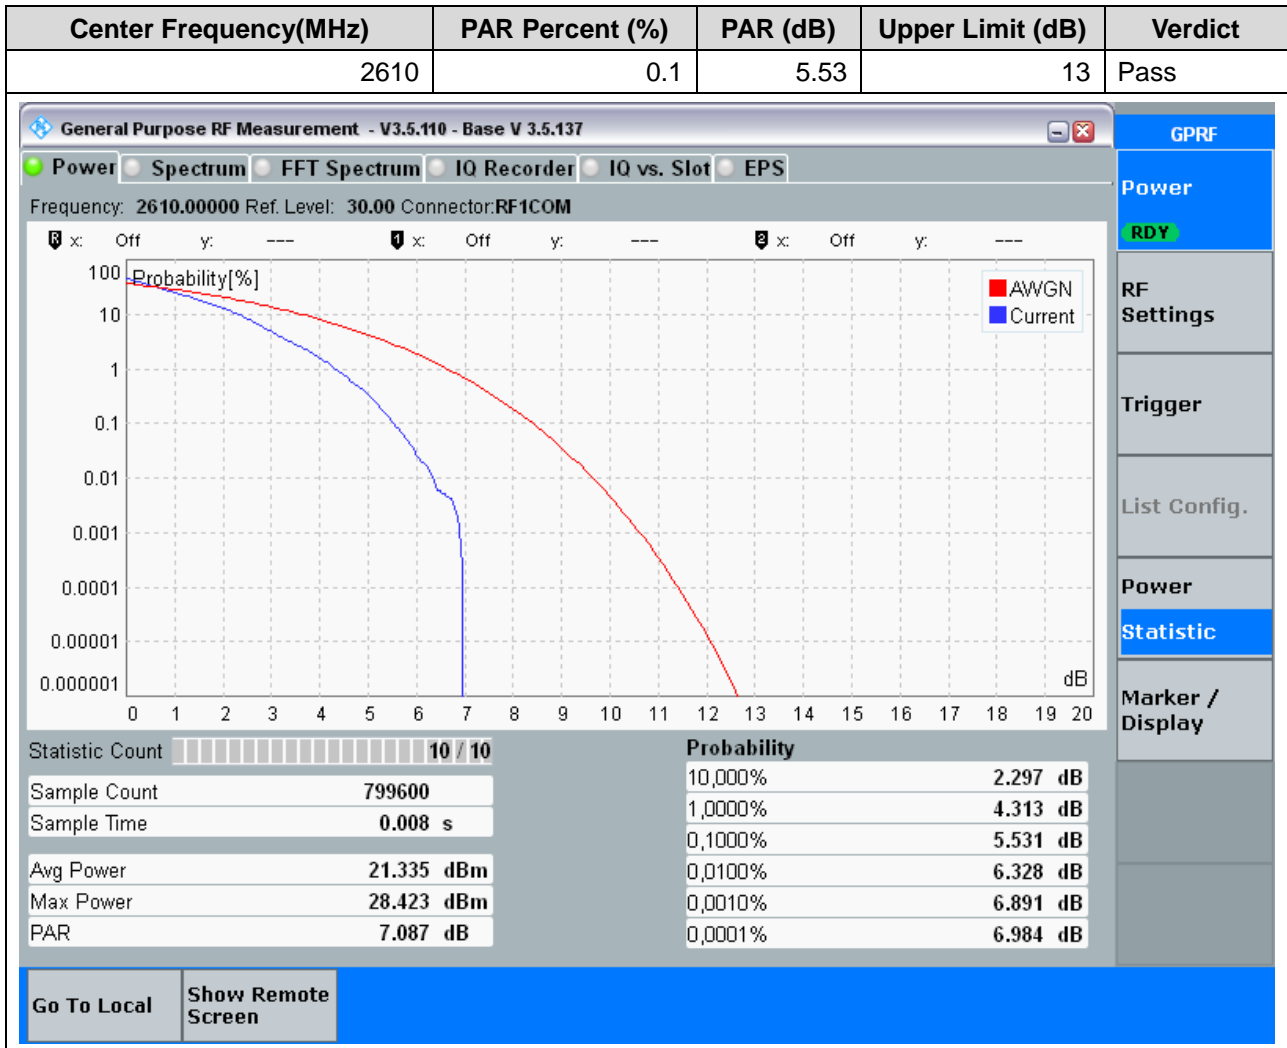 Center Frequency(MHz) PAR Percent (%) PAR (dB) Upper Limit (dB) Verdict
2610 0.1 5.53 13 Pass
General Purpose RF Measurement - V3.5.110 - Base V 3.5.137
GPRF
Power Spectrum FFT Spectrum IQ Recorder IQ vs. Slot EPS
Power
RDY
Frequency: 2610.00000 Ref. Level: 30.00 Connector:RF1COM
R x: Off y: --- 1 x: Off y: --- 2 x: Off y: ---
Probability[%]
AWGN
Current
100
10
1
0.1
0.01
0.001
0.0001
0.00001
0.000001
dB
0 1 2 3 4 5 6 7 8 9 10 11 12 13 14 15 16 17 18 19 20
RF
Settings
Trigger
List Config.
Power
Statistic
Marker /
Display
Statistic Count 10 / 10
Sample Count 799600
Sample Time 0.008 s
Avg Power 21.335 dBm
Max Power 28.423 dBm
PAR 7.087 dB
Probability
10,000% 2.297 dB
1,0000% 4.313 dB
0,1000% 5.531 dB
0,0100% 6.328 dB
0,0010% 6.891 dB
0,0001% 6.984 dB
Go To Local
Show Remote
Screen